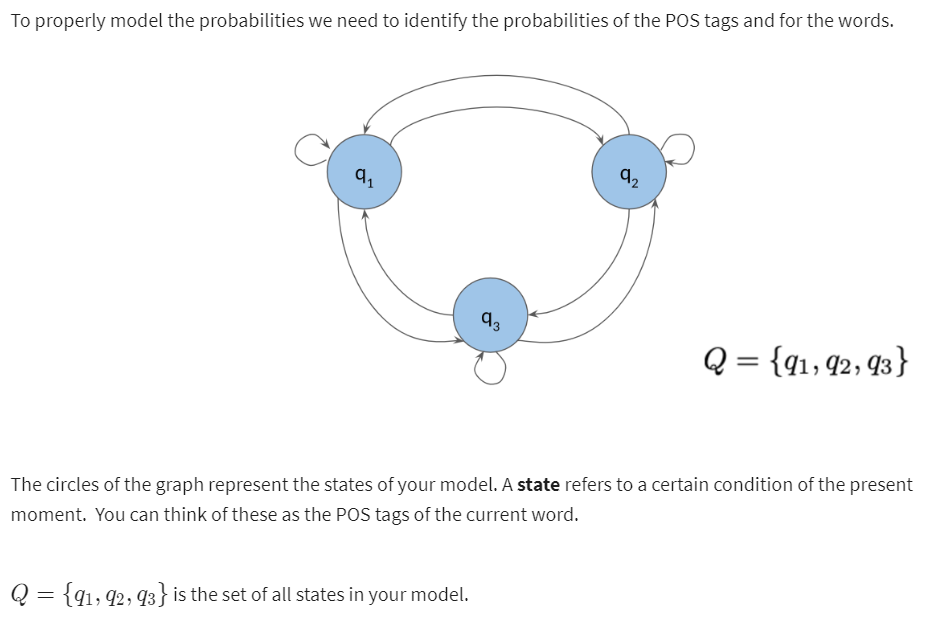 To properly model the probabilities we need to identify the probabilities of the POS tags and for the words.
q₁
q₂
q₃
Q = {q₁, q₂, q₃}
The circles of the graph represent the states of your model. A state refers to a certain condition of the present
moment.  You can think of these as the POS tags of the current word.
Q = {q₁, q₂, q₃} is the set of all states in your model.